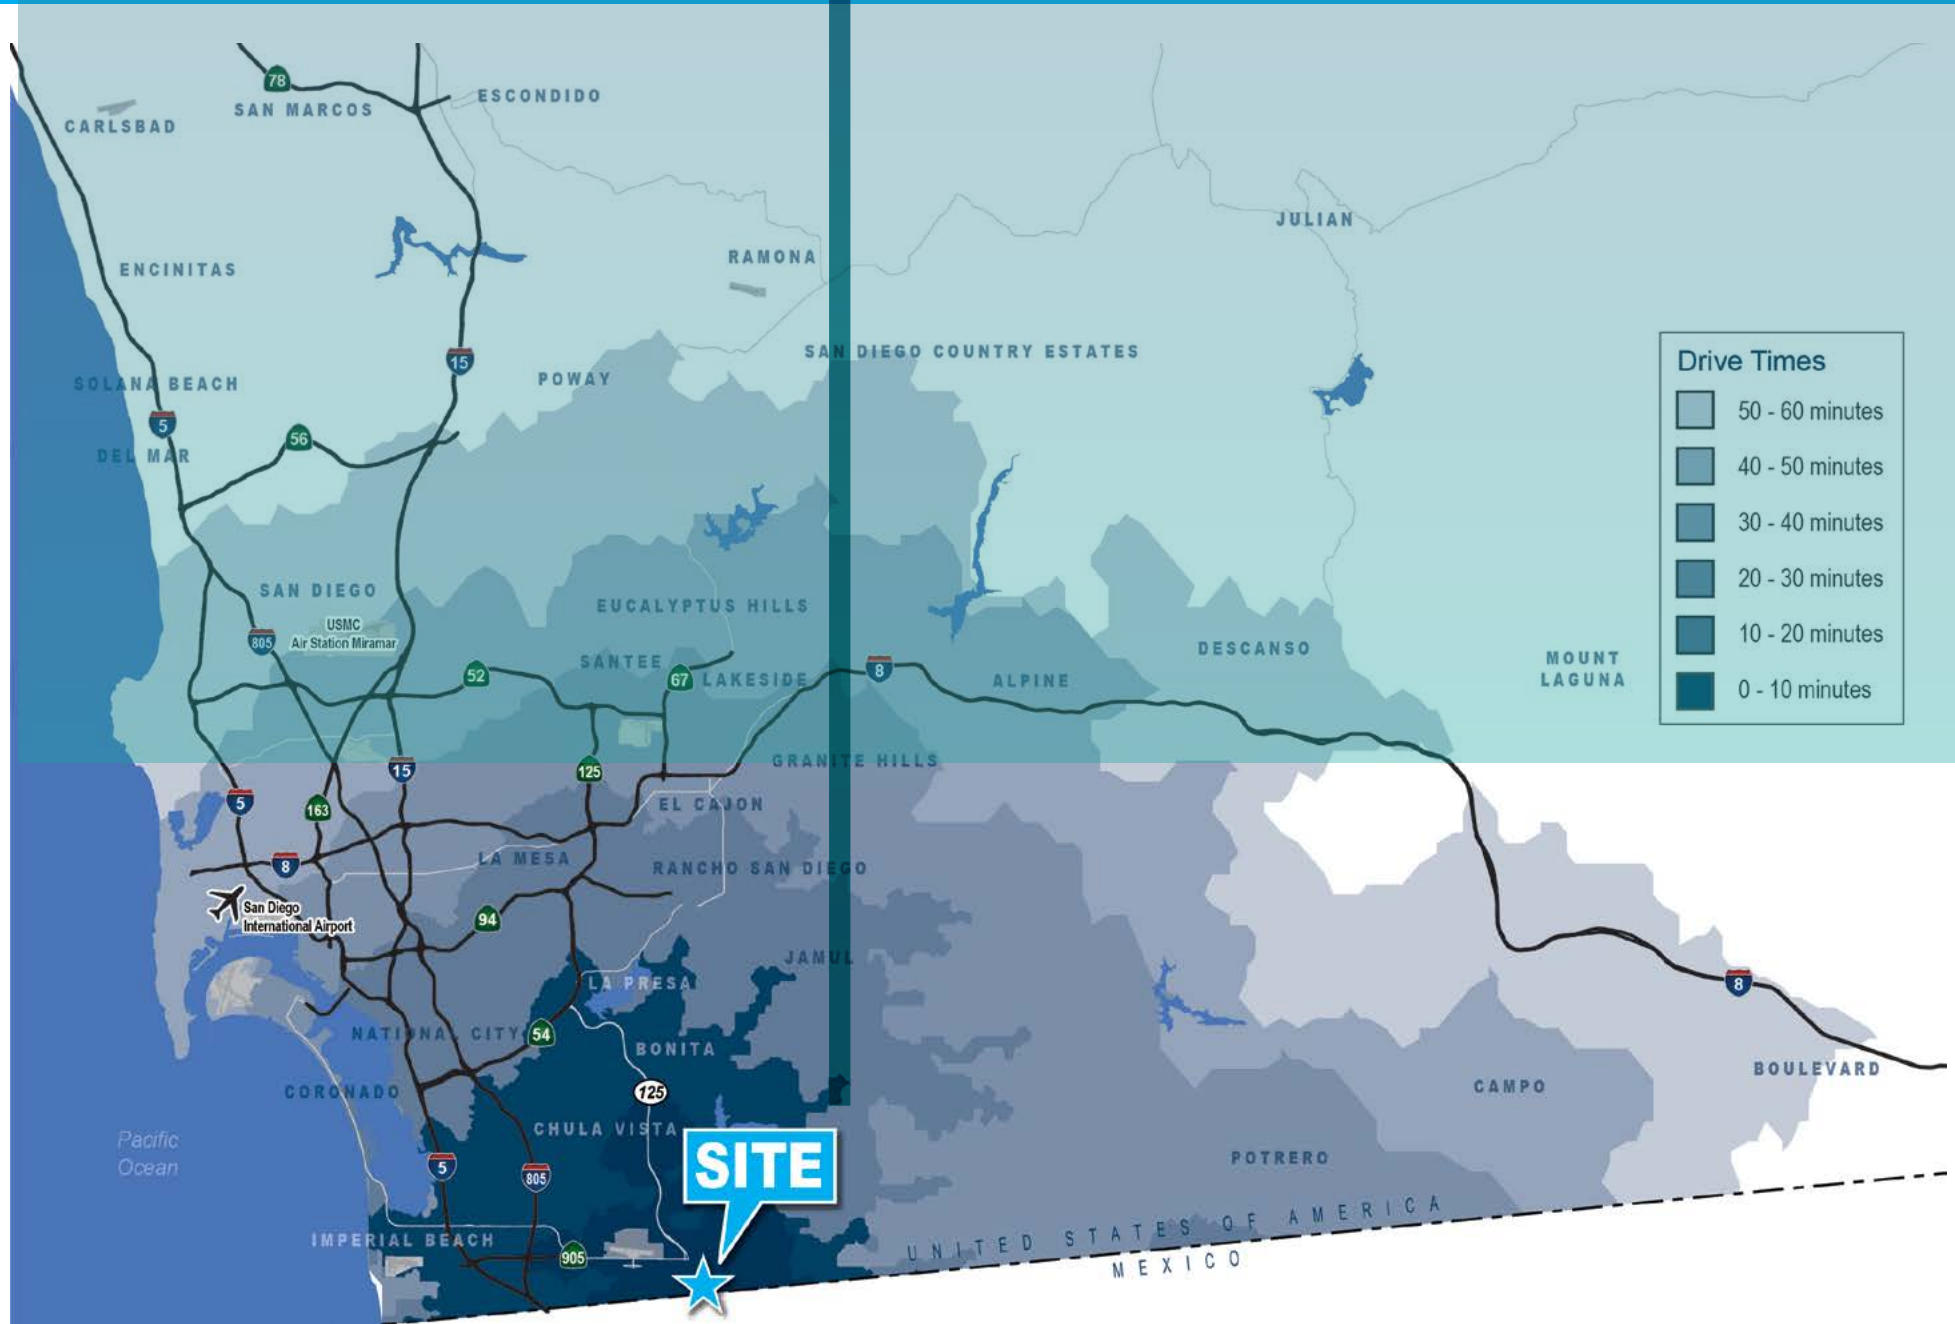 78
SAN MARCOS
ESCONDIDO
CARLSBAD
JULIAN
ENCINITAS
RAMONA
15
SAN DIEGO COUNTRY ESTATES
SOLANA BEACH
POWAY
5
56
DEL MAR
Drive Times
50 - 60 minutes
40 - 50 minutes
30 - 40 minutes
20 - 30 minutes
10 - 20 minutes
0 - 10 minutes
SAN DIEGO
EUCALYPTUS HILLS
USMC
Air Station Miramar
805
DESCANSO
SANTEE
52
67
LAKESIDE
8
ALPINE
MOUNT
LAGUNA
GRANITE HILLS
15
125
5
163
EL CAJON
8
LA MESA
RANCHO SAN DIEGO
San Diego
International Airport
94
JAMUL
LA PRESA
8
NATIONAL CITY
54
BONITA
CORONADO
125
BOULEVARD
CAMPO
CHULA VISTA
Pacific
Ocean
5
805
SITE
POTRERO
IMPERIAL BEACH
905
UNITED STATES OF AMERICA
MEXICO